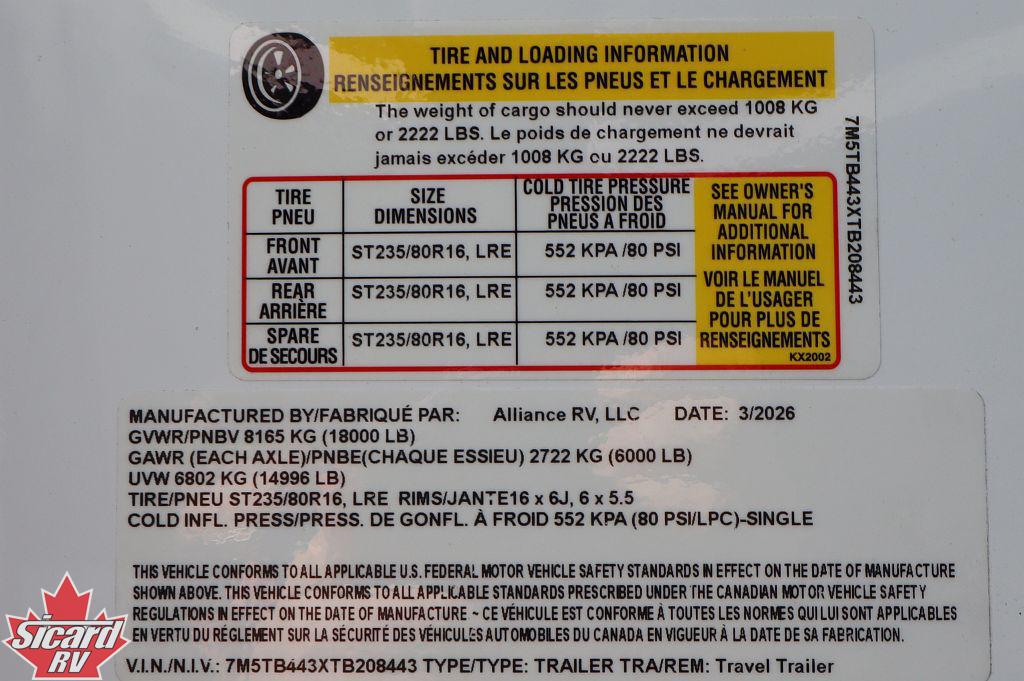 TIRE AND LOADING INFORMATION
RENSEIGNEMENTS SUR LES PNEUS ET LE CHARGEMENT
The weight of cargo should never exceed 1008 KG
or 2222 LBS. Le poids de chargement ne devrait
jamais excéder 1008 KG ou 2222 LBS.
7M5TB443XTB208443
TIRE PNEU SIZE DIMENSIONS COLD TIRE PRESSURE PRESSION DES PNEUS A FROID
FRONT AVANT ST235/80R16, LRE 552 KPA /80 PSI
REAR ARRIÈRE ST235/80R16, LRE 552 KPA /80 PSI
SPARE DE SECOURS ST235/80R16, LRE 552 KPA /80 PSI
SEE OWNER'S
MANUAL FOR
ADDITIONAL
INFORMATION
VOIR LE MANUEL
DE L'USAGER
POUR PLUS DE
RENSEIGNEMENTS
KX2002
MANUFACTURED BY/FABRIQUÉ PAR: Alliance RV, LLC DATE: 3/2026
GVWR/PNBV 8165 KG (18000 LB)
GAWR (EACH AXLE)/PNBE(CHAQUE ESSIEU) 2722 KG (6000 LB)
UVW 6802 KG (14996 LB)
TIRE/PNEU ST235/80R16, LRE RIMS/JANTE16 x 6J, 6 x 5.5
COLD INFL. PRESS/PRESS. DE GONFL. À FROID 552 KPA (80 PSI/LPC)-SINGLE
THIS VEHICLE CONFORMS TO ALL APPLICABLE U.S. FEDERAL MOTOR VEHICLE SAFETY STANDARDS IN EFFECT ON THE DATE OF MANUFACTURE
SHOWN ABOVE. THIS VEHICLE CONFORMS TO ALL APPLICABLE STANDARDS PRESCRIBED UNDER THE CANADIAN MOTOR VEHICLE SAFETY
REGULATIONS IN EFFECT ON THE DATE OF MANUFACTURE ~ CE VÉHICULE EST CONFORME À TOUTES LES NORMES QUI LUI SONT APPLICABLES
EN VERTU DU RÉGLEMENT SUR LA SÉCURITÉ DES VÉHICULES AUTOMOBILES DU CANADA EN VIGUEUR À LA DATE DE SA FABRICATION.
V.I.N./N.I.V.: 7M5TB443XTB208443 TYPE/TYPE: TRAILER TRA/REM: Travel Trailer
Sicard
RV